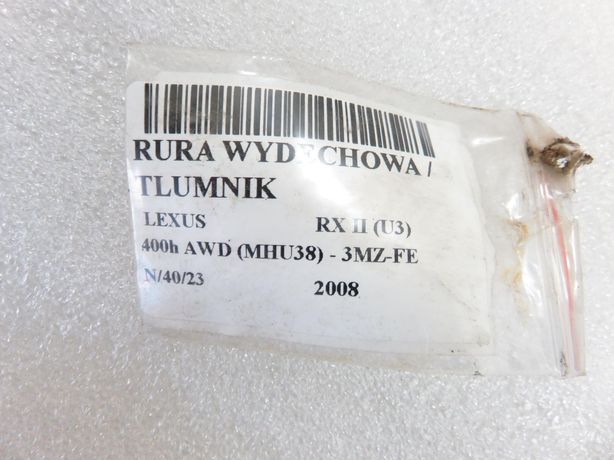 RURA WYDECHOWA /
TLUMNIK
LEXUS RX II (U3)
400h AWD (MHU38) - 3MZ-FE
N/40/23 2008